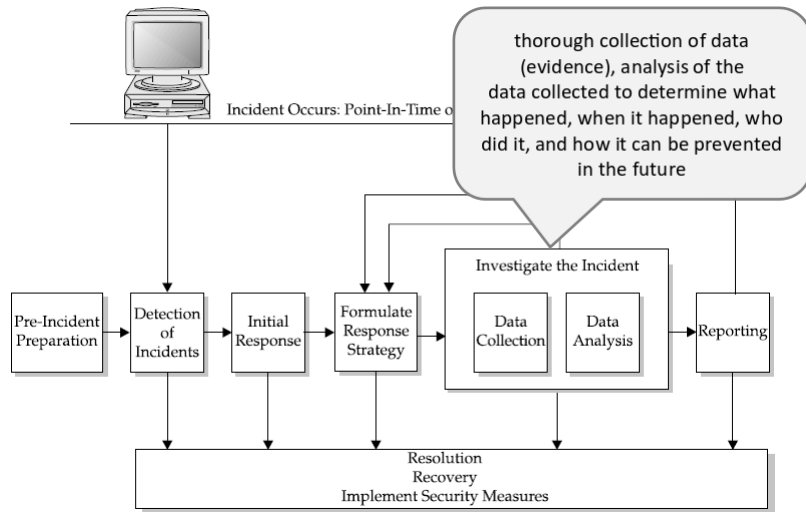 thorough collection of data
(evidence), analysis of the
data collected to determine what
happened, when it happened, who
did it, and how it can be prevented
in the future
Incident Occurs: Point-In-Time o
Investigate the Incident
Pre-Incident
Preparation
Detection
of
Incidents
Initial
Response
Formulate
Response
Strategy
Data
Collection
Data
Analysis
Reporting
Resolution
Recovery
Implement Security Measures